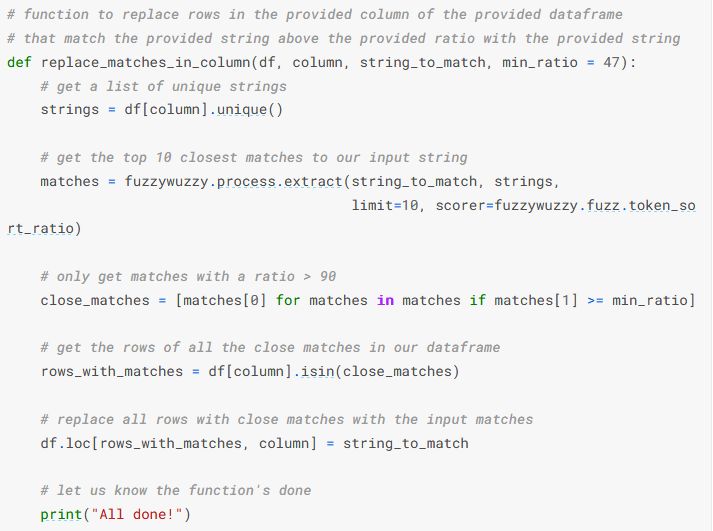 # function to replace rows in the provided column of the provided dataframe
# that match the provided string above the provided ratio with the provided string
def replace_matches_in_column(df, column, string_to_match, min_ratio = 47):
    # get a list of unique strings
    strings = df[column].unique()

    # get the top 10 closest matches to our input string
    matches = fuzzywuzzy.process.extract(string_to_match, strings,
                                         limit=10, scorer=fuzzywuzzy.fuzz.token_so
rt_ratio)

    # only get matches with a ratio > 90
    close_matches = [matches[0] for matches in matches if matches[1] >= min_ratio]

    # get the rows of all the close matches in our dataframe
    rows_with_matches = df[column].isin(close_matches)

    # replace all rows with close matches with the input matches
    df.loc[rows_with_matches, column] = string_to_match

    # let us know the function's done
    print("All done!")